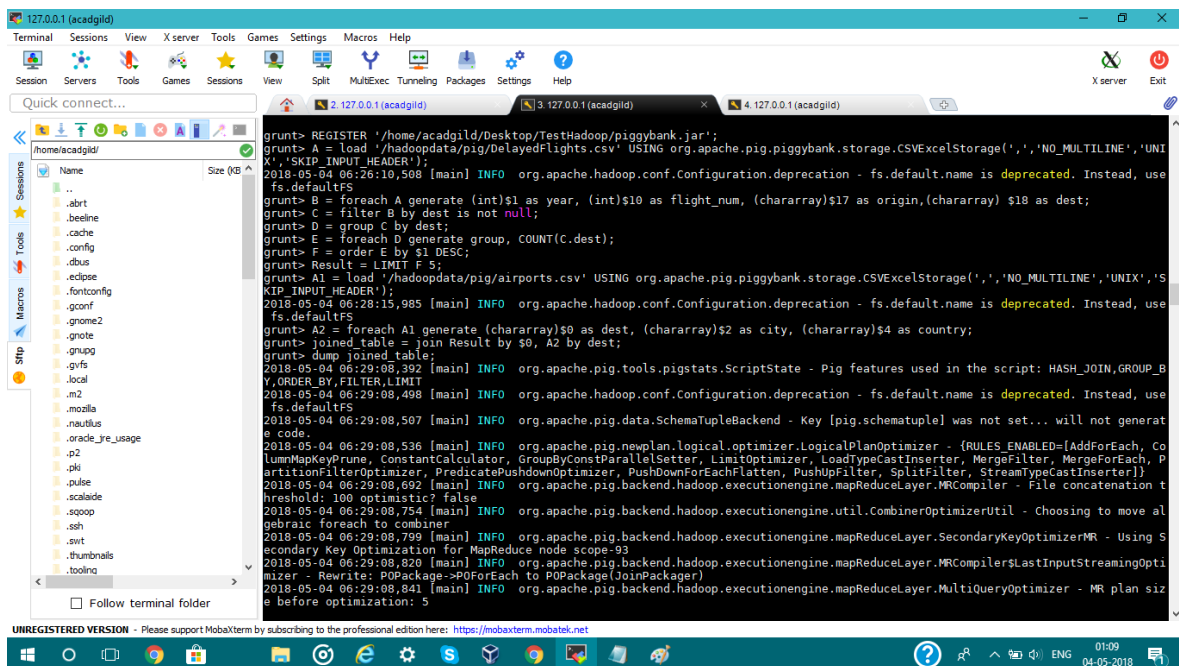 127.0.0.1 (acadgild)
Terminal Sessions View X server Tools Games Settings Macros Help
Session Servers Tools Games Sessions View Split MultiExec Tunneling Packages Settings Help X server Exit
Quick connect...
2. 127.0.0.1 (acadgild)
3. 127.0.0.1 (acadgild)
4. 127.0.0.1 (acadgild)
/home/acadgild/
Name Size (KB
..
.abrt
.beeline
.cache
.config
.dbus
.eclipse
.fontconfig
.gconf
.gnome2
.gnote
.gnupg
.gvfs
.local
.m2
.mozilla
.nautilus
.oracle_jre_usage
.p2
.pki
.pulse
.scalaide
.sqoop
.ssh
.swt
.thumbnails
.tooling
Follow terminal folder
Sessions
Tools
Macros
Sftp
grunt> REGISTER '/home/acadgild/Desktop/TestHadoop/piggybank.jar';
grunt> A = load '/hadoopdata/pig/DelayedFlights.csv' USING org.apache.pig.piggybank.storage.CSVExcelStorage(',','NO_MULTILINE','UNI
X','SKIP_INPUT_HEADER');
2018-05-04 06:26:10,508 [main] INFO  org.apache.hadoop.conf.Configuration.deprecation - fs.default.name is deprecated. Instead, use
 fs.defaultFS
grunt> B = foreach A generate (int)$1 as year, (int)$10 as flight_num, (chararray)$17 as origin,(chararray) $18 as dest;
grunt> C = filter B by dest is not null;
grunt> D = group C by dest;
grunt> E = foreach D generate group, COUNT(C.dest);
grunt> F = order E by $1 DESC;
grunt> Result = LIMIT F 5;
grunt> A1 = load '/hadoopdata/pig/airports.csv' USING org.apache.pig.piggybank.storage.CSVExcelStorage(',','NO_MULTILINE','UNIX','S
KIP_INPUT_HEADER');
2018-05-04 06:28:15,985 [main] INFO  org.apache.hadoop.conf.Configuration.deprecation - fs.default.name is deprecated. Instead, use
 fs.defaultFS
grunt> A2 = foreach A1 generate (chararray)$0 as dest, (chararray)$2 as city, (chararray)$4 as country;
grunt> joined_table = join Result by $0, A2 by dest;
grunt> dump joined_table;
2018-05-04 06:29:08,392 [main] INFO  org.apache.pig.tools.pigstats.ScriptState - Pig features used in the script: HASH_JOIN,GROUP_B
Y,ORDER_BY,FILTER,LIMIT
2018-05-04 06:29:08,498 [main] INFO  org.apache.hadoop.conf.Configuration.deprecation - fs.default.name is deprecated. Instead, use
 fs.defaultFS
2018-05-04 06:29:08,507 [main] INFO  org.apache.pig.data.SchemaTupleBackend - Key [pig.schematuple] was not set... will not generat
e code.
2018-05-04 06:29:08,536 [main] INFO  org.apache.pig.newplan.logical.optimizer.LogicalPlanOptimizer - {RULES_ENABLED=[AddForEach, Co
lumnMapKeyPrune, ConstantCalculator, GroupByConstParallelSetter, LimitOptimizer, LoadTypeCastInserter, MergeFilter, MergeForEach, P
artitionFilterOptimizer, PredicatePushdownOptimizer, PushDownForEachFlatten, PushUpFilter, SplitFilter, StreamTypeCastInserter]}
2018-05-04 06:29:08,692 [main] INFO  org.apache.pig.backend.hadoop.executionengine.mapReduceLayer.MRCompiler - File concatenation t
hreshold: 100 optimistic? false
2018-05-04 06:29:08,754 [main] INFO  org.apache.pig.backend.hadoop.executionengine.util.CombinerOptimizerUtil - Choosing to move al
gebraic foreach to combiner
2018-05-04 06:29:08,799 [main] INFO  org.apache.pig.backend.hadoop.executionengine.mapReduceLayer.SecondaryKeyOptimizerMR - Using S
econdary Key Optimization for MapReduce node scope-93
2018-05-04 06:29:08,820 [main] INFO  org.apache.pig.backend.hadoop.executionengine.mapReduceLayer.MRCompiler$LastInputStreamingOpti
mizer - Rewrite: POPackage->POForEach to POPackage(JoinPackager)
2018-05-04 06:29:08,841 [main] INFO  org.apache.pig.backend.hadoop.executionengine.mapReduceLayer.MultiQueryOptimizer - MR plan siz
e before optimization: 5
UNREGISTERED VERSION - Please support MobaXterm by subscribing to the professional edition here: https://mobaxterm.mobatek.net
ENG
01:09
04-05-2018